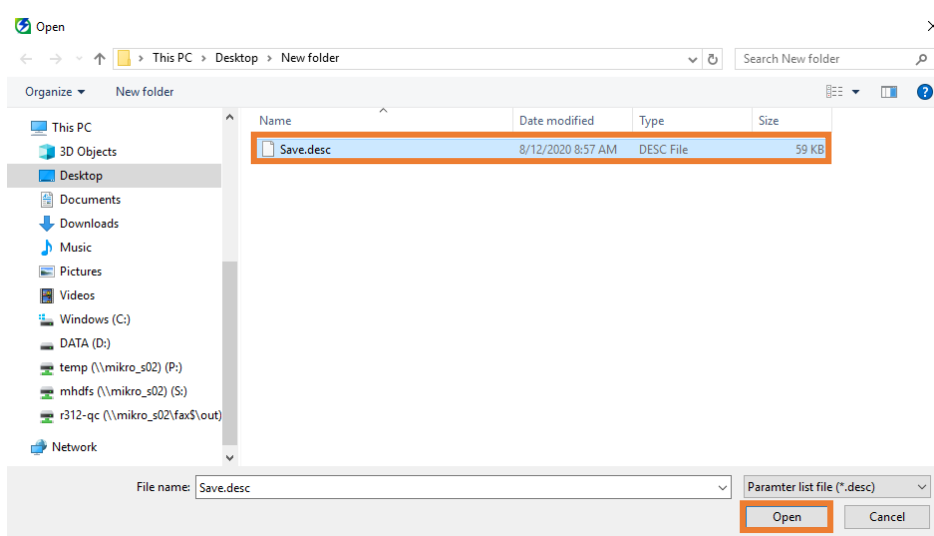 Open
This PC > Desktop > New folder
Search New folder
Organize
New folder
Name Date modified Type Size
Save.desc 8/12/2020 8:57 AM DESC File 59 KB
This PC
3D Objects
Desktop
Documents
Downloads
Music
Pictures
Videos
Windows (C:)
DATA (D:)
temp (\\mikro_s02) (P:)
mhdfs (\\mikro_s02) (S:)
r312-qc (\\mikro_s02\fax$\out)
Network
File name: Save.desc Paramter list file (*.desc)
Open Cancel